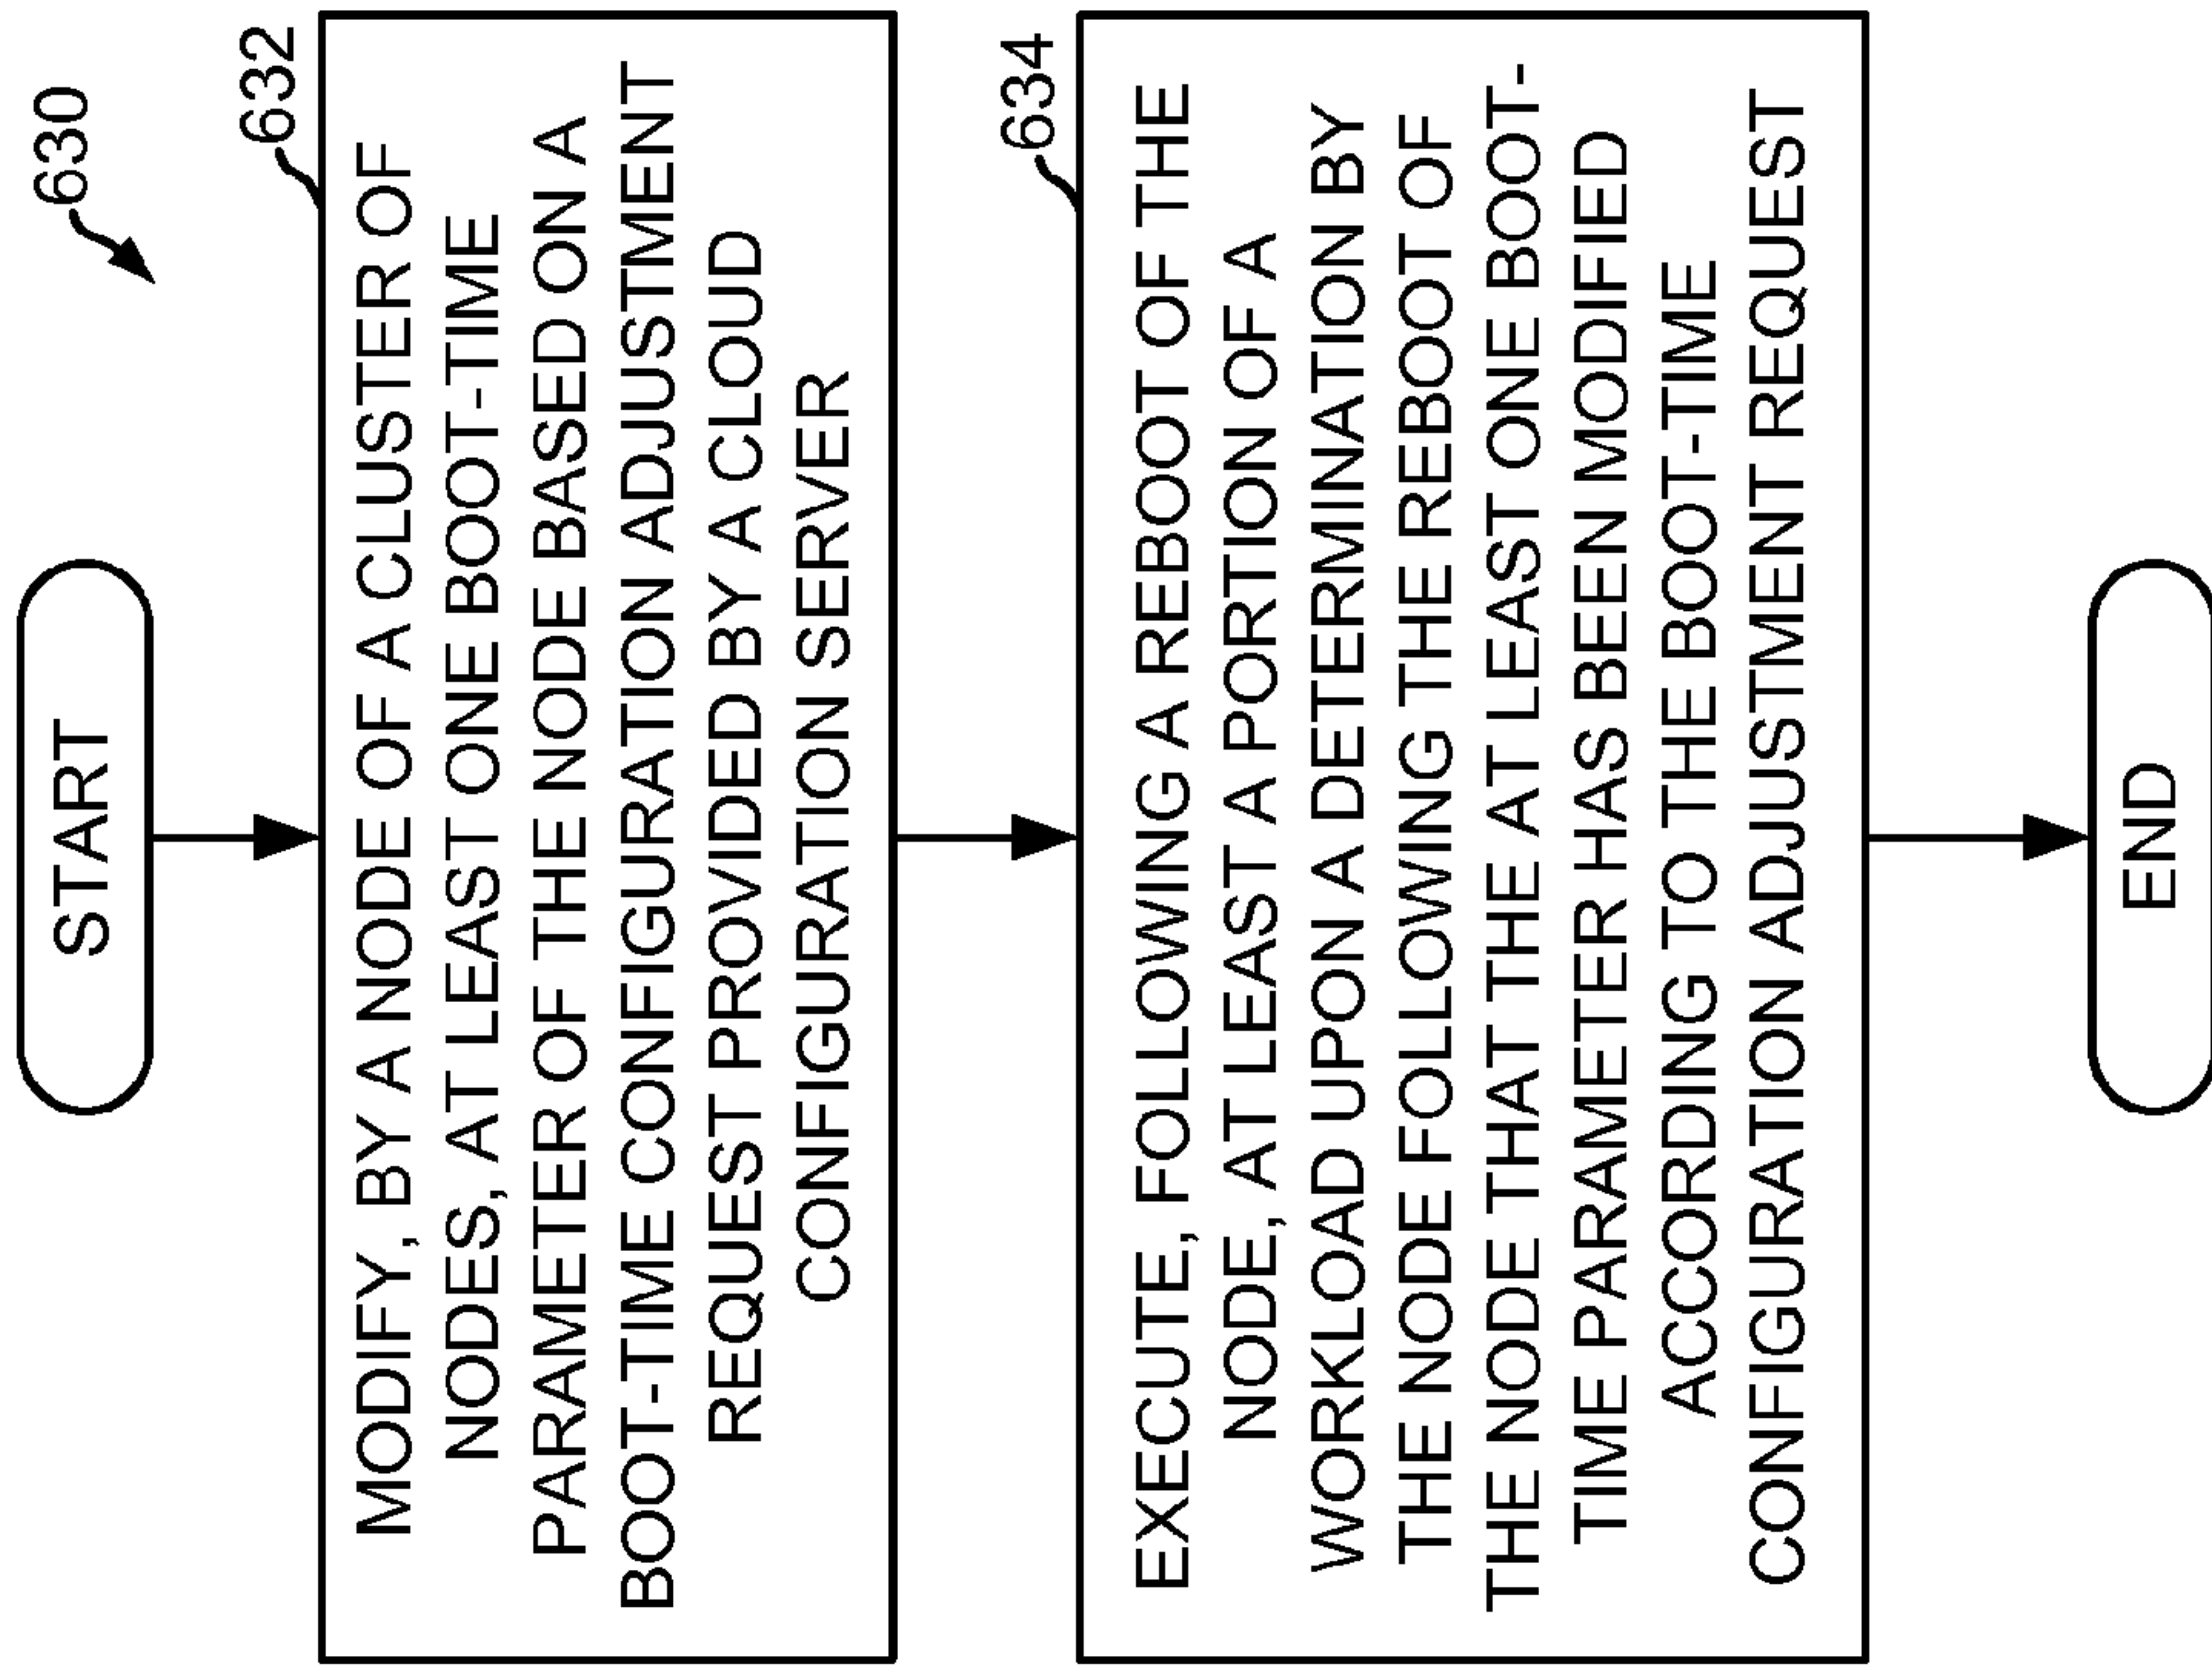 630
START
632
MODIFY, BY A NODE OF A CLUSTER OF
NODES, AT LEAST ONE BOOT-TIME
PARAMETER OF THE NODE BASED ON A
BOOT-TIME CONFIGURATION ADJUSTMENT
REQUEST PROVIDED BY A CLOUD
CONFIGURATION SERVER
634
EXECUTE, FOLLOWING A REBOOT OF THE
NODE, AT LEAST A PORTION OF A
WORKLOAD UPON A DETERMINATION BY
THE NODE FOLLOWING THE REBOOT OF
THE NODE THAT THE AT LEAST ONE BOOT-
TIME PARAMETER HAS BEEN MODIFIED
ACCORDING TO THE BOOT-TIME
CONFIGURATION ADJUSTMENT REQUEST
END